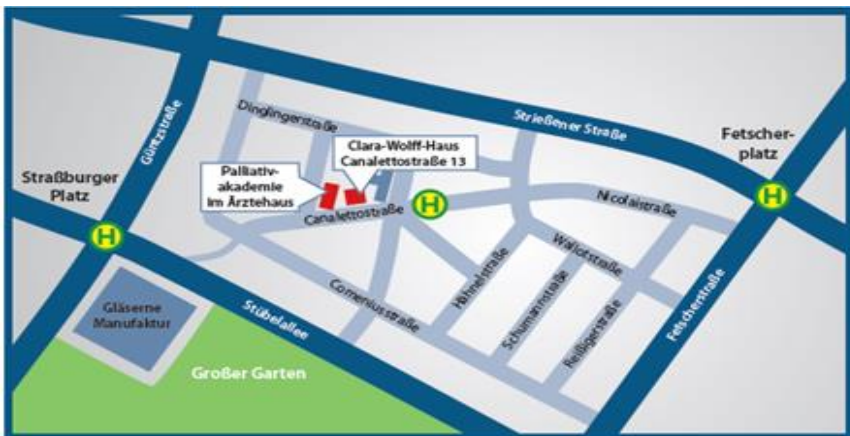 Güntzstraße
Dinglingerstraße
Strießener Straße
Clara-Wolff-Haus
Canalettostraße 13
Fetscher-
platz
Palliativ-
akademie
im Ärztehaus
Straßburger
Platz
Canalettostraße
H
H
H
Nicolaistraße
Wallotstraße
Hähnelstraße
Schumannstraße
Reißigerstraße
Fetscherstraße
Comeniusstraße
Stübelallee
Gläserne
Manufaktur
Großer Garten